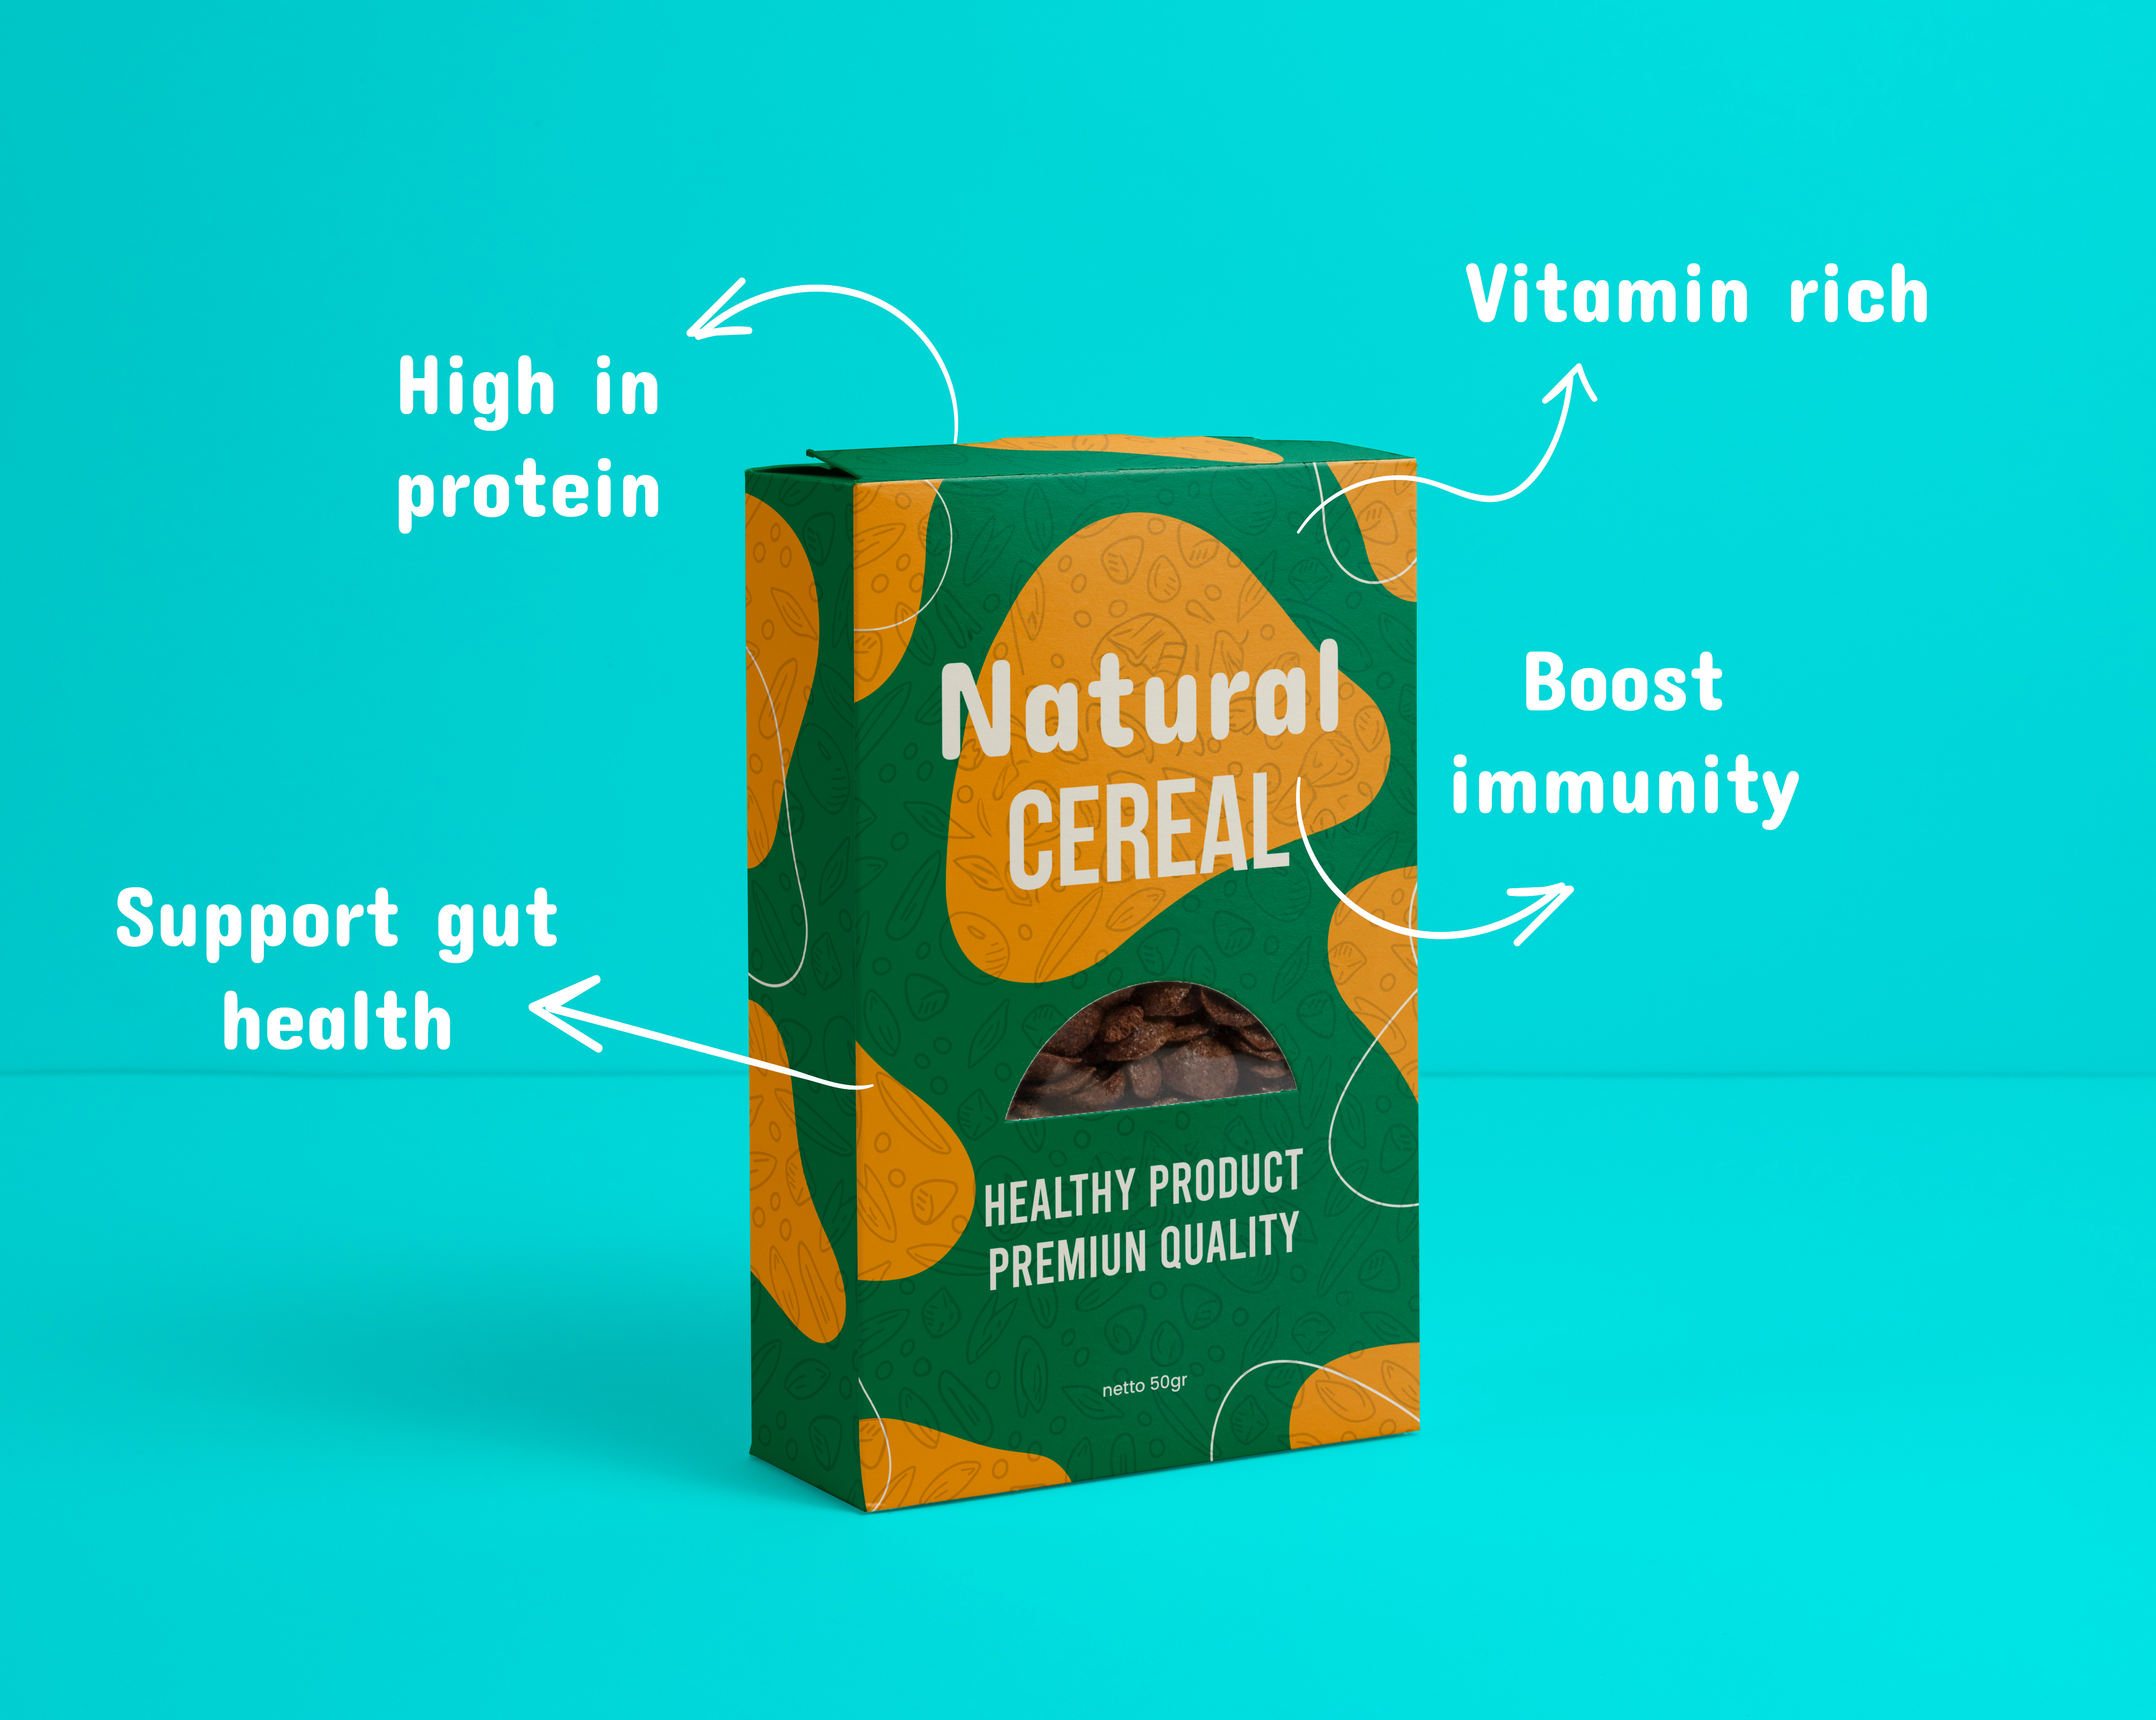 Vitamin rich
High in
protein
Natural
CEREAL
Boost
immunity
Support gut
health
HEALTHY PRODUCT
PREMIUN QUALITY
netto 50gr